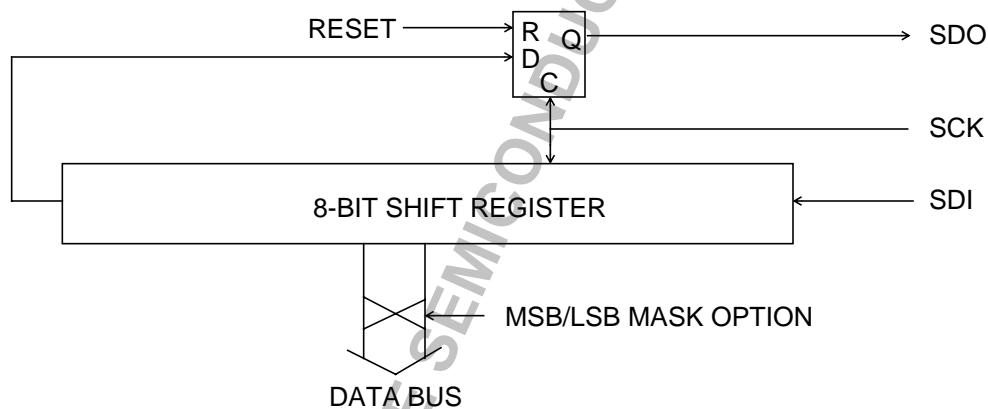 RESET
R
Q
D
C
SDO
SCK
SDI
8-BIT SHIFT REGISTER
MSB/LSB MASK OPTION
DATA BUS